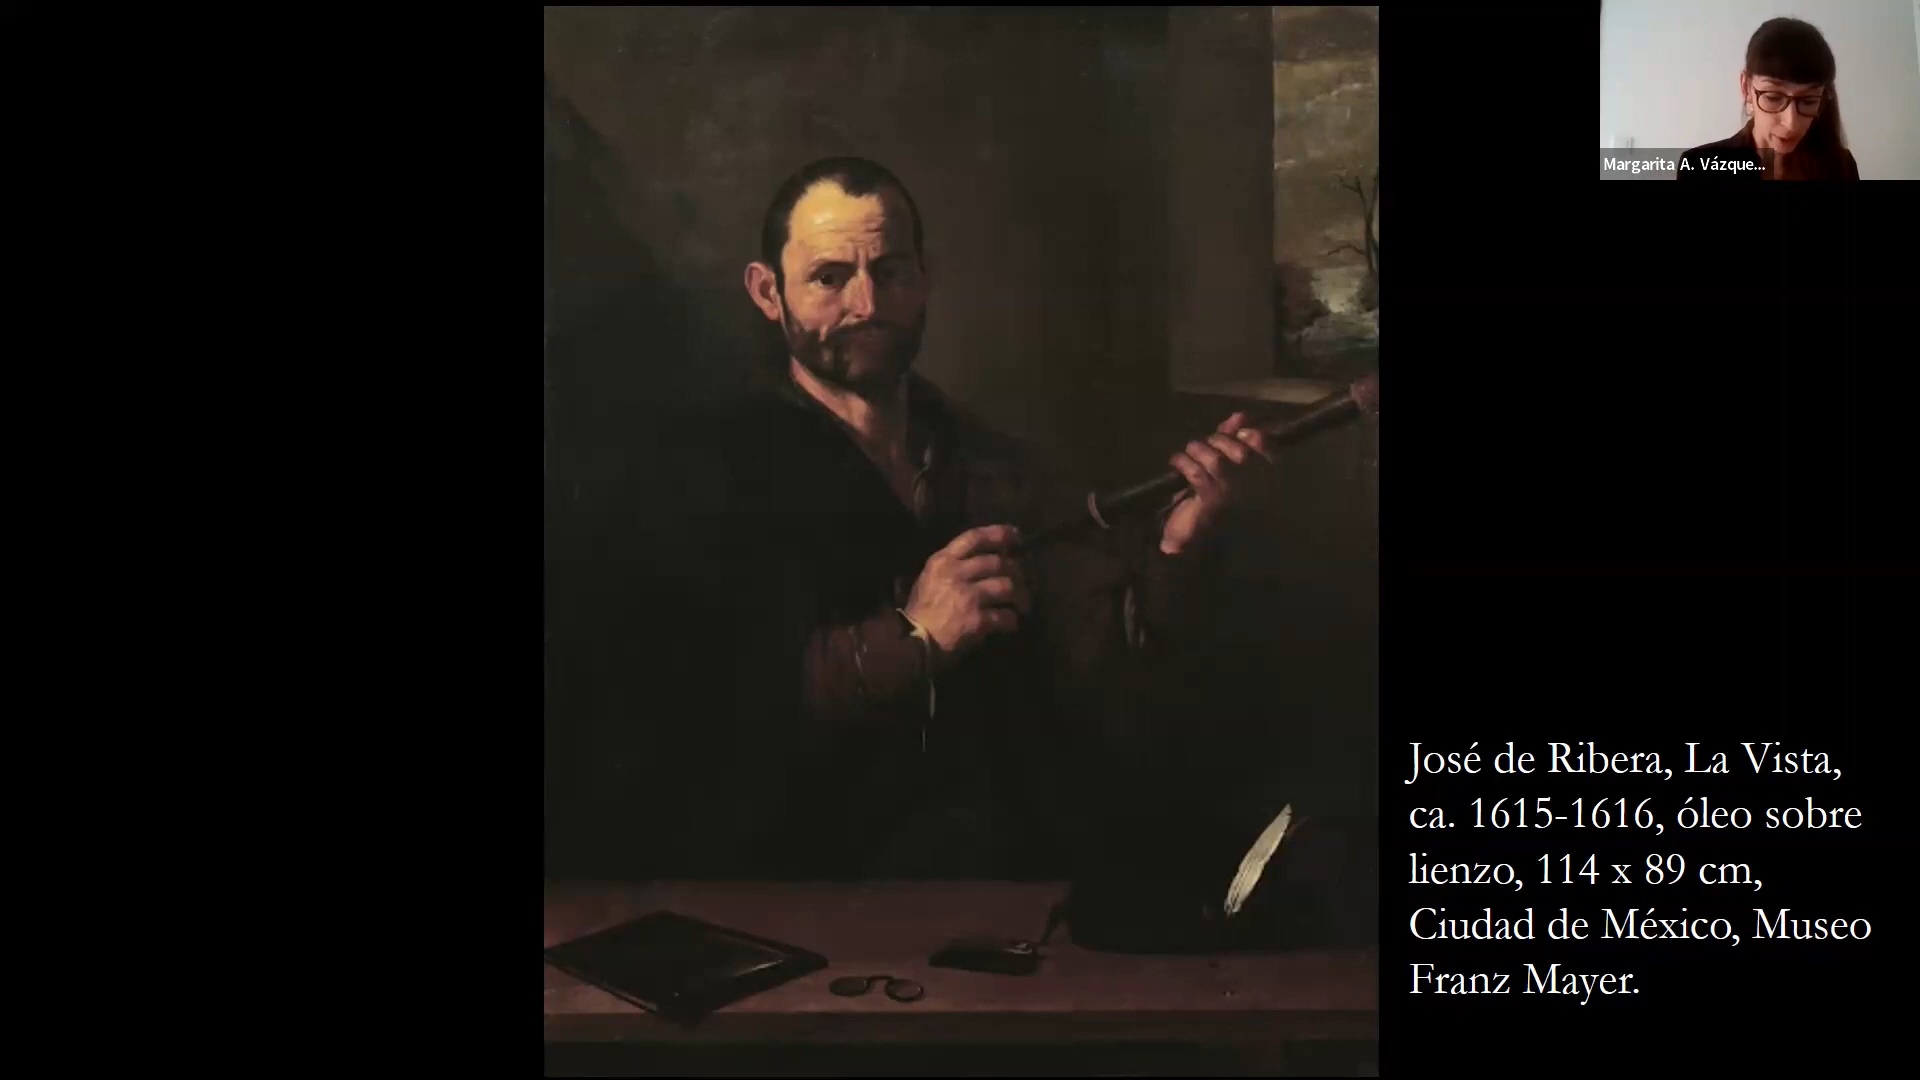 Margarita A. Vázque...
José de Ribera, La Vista,
ca. 1615-1616, óleo sobre
lienzo, 114 x 89 cm,
Ciudad de México, Museo
Franz Mayer.